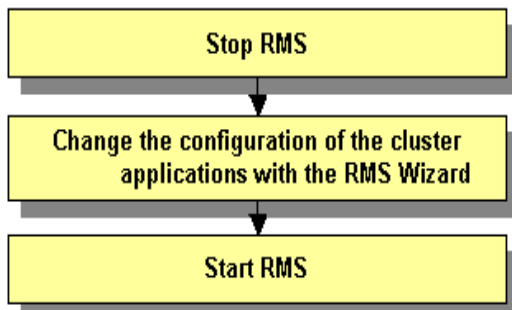 Stop RMS
Change the configuration of the cluster
applications with the RMS Wizard
Start RMS